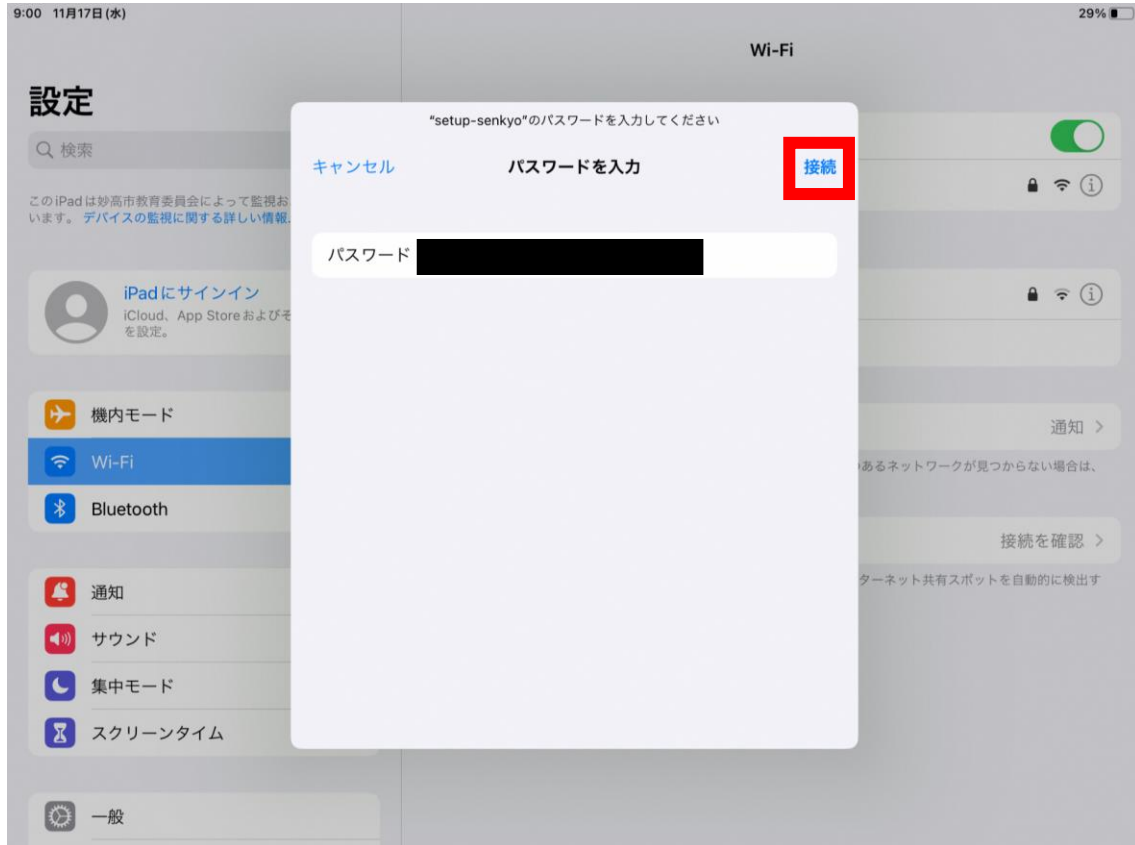 9:00 11月17日(水)
29%
Wi-Fi
設定
検索
このiPadは妙高市教育委員会によって監視お
います。デバイスの監視に関する詳しい情報
iPadにサインイン
iCloud、App Storeおよびそ
を設定。
機内モード
Wi-Fi
Bluetooth
通知
サウンド
集中モード
スクリーンタイム
一般
"setup-senkyo"のパスワードを入力してください
キャンセル
パスワードを入力
接続
パスワード
通知
あるネットワークが見つからない場合は、
接続を確認
ターネット共有スポットを自動的に検出す